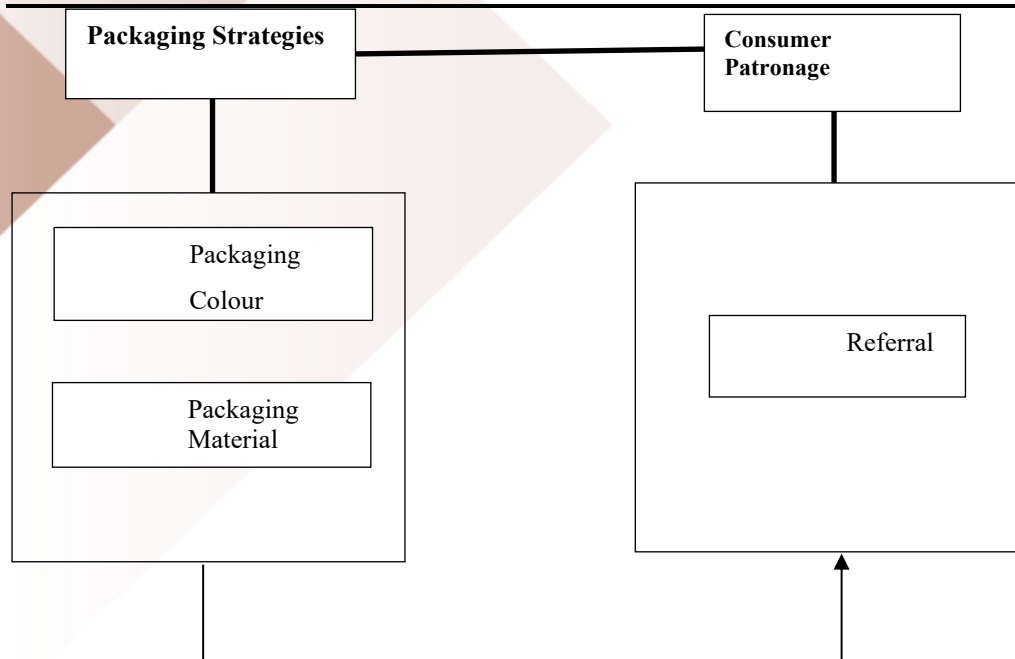 Packaging Strategies
Consumer
Patronage
Packaging
Colour
Packaging
Material
Referral